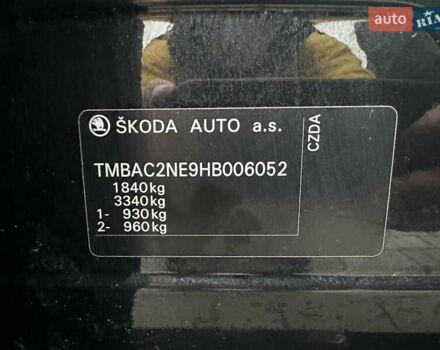 auto RIA
ŠKODA AUTO a.s.
CZDA
TMBAC2NE9HB006052
1840kg
3340kg
1- 930kg
2- 960kg